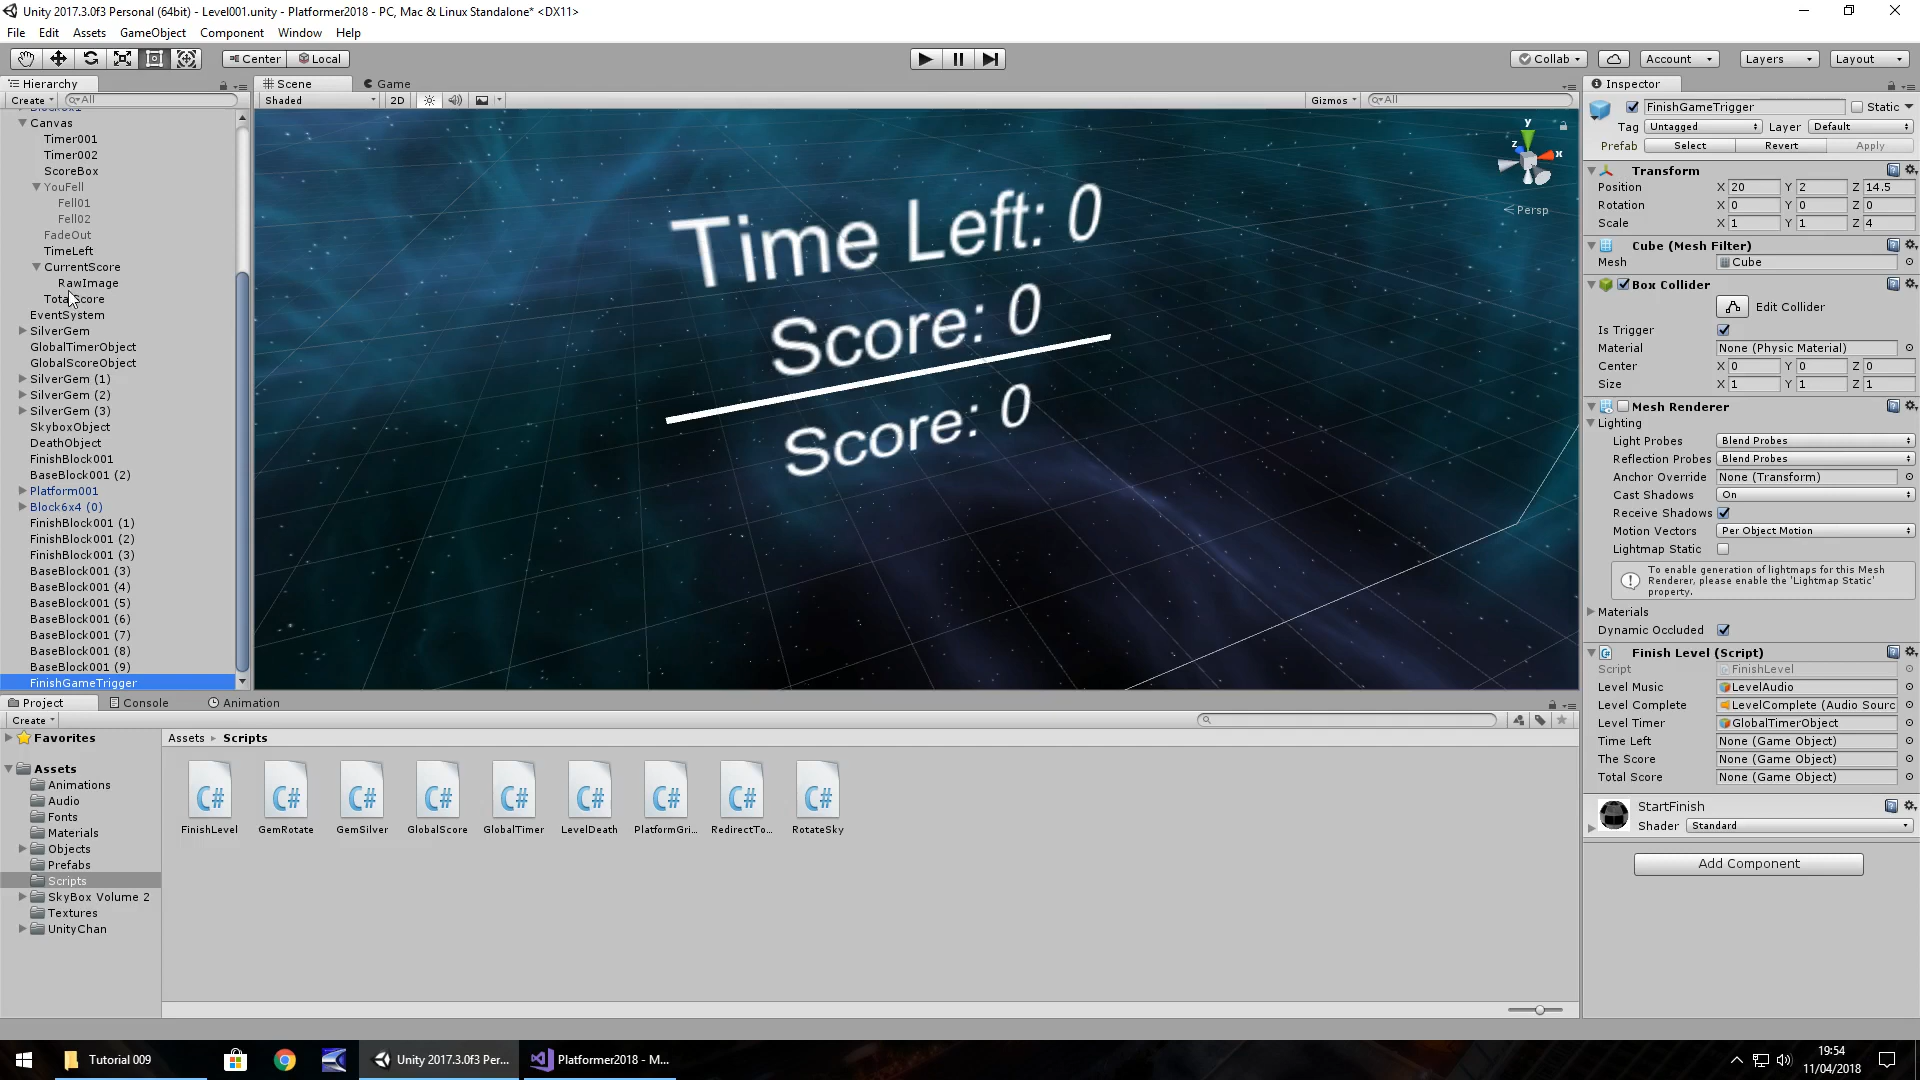 Unity 2017.3.0f3 Personal (64bit) - Level001.unity - Platformer2018 - PC, Mac & Linux Standalone* <DX11>
File Edit Assets GameObject Component Window Help
Center Local Collab Account Layers Layout
Hierarchy Scene Game Inspector
Create All Shaded 2D Gizmos All
FinishGameTrigger Static
Tag Untagged Layer Default
Prefab Select Revert Apply
Transform
Position X 20 Y 2 Z 14.5
Rotation X 0 Y 0 Z 0
Scale X 1 Y 1 Z 4
Cube (Mesh Filter)
Mesh Cube
Box Collider
Edit Collider
Is Trigger
Material None (Physic Material)
Center X 0 Y 0 Z 0
Size X 1 Y 1 Z 1
Mesh Renderer
Lighting
Light Probes Blend Probes
Reflection Probes Blend Probes
Anchor Override None (Transform)
Cast Shadows On
Receive Shadows
Motion Vectors Per Object Motion
Lightmap Static
To enable generation of lightmaps for this Mesh
Renderer, please enable the 'Lightmap Static'
property.
Materials
Dynamic Occluded
Finish Level (Script)
Script FinishLevel
Level Music LevelAudio
Level Complete LevelComplete (Audio Sourc
Level Timer GlobalTimerObject
Time Left None (Game Object)
The Score None (Game Object)
Total Score None (Game Object)
StartFinish
Shader Standard
Add Component
Canvas
Timer001
Timer002
ScoreBox
YouFell
Fell01
Fell02
FadeOut
TimeLeft
CurrentScore
RawImage
TotalScore
EventSystem
SilverGem
GlobalTimerObject
GlobalScoreObject
SilverGem (1)
SilverGem (2)
SilverGem (3)
SkyboxObject
DeathObject
FinishBlock001
BaseBlock001 (2)
Platform001
Block6x4 (0)
FinishBlock001 (1)
FinishBlock001 (2)
FinishBlock001 (3)
BaseBlock001 (3)
BaseBlock001 (4)
BaseBlock001 (5)
BaseBlock001 (6)
BaseBlock001 (7)
BaseBlock001 (8)
BaseBlock001 (9)
FinishGameTrigger
y
z x
Persp
Time Left: 0
Score: 0
Score: 0
Project Console Animation
Create
Favorites
Assets
Animations
Audio
Fonts
Materials
Objects
Prefabs
Scripts
SkyBox Volume 2
Textures
UnityChan
Assets Scripts
C# C# C# C# C# C# C# C# C#
FinishLevel GemRotate GemSilver GlobalScore GlobalTimer LevelDeath PlatformGri... RedirectTo... RotateSky
Tutorial 009 Unity 2017.3.0f3 Per... Platformer2018 - M...
19:54
11/04/2018